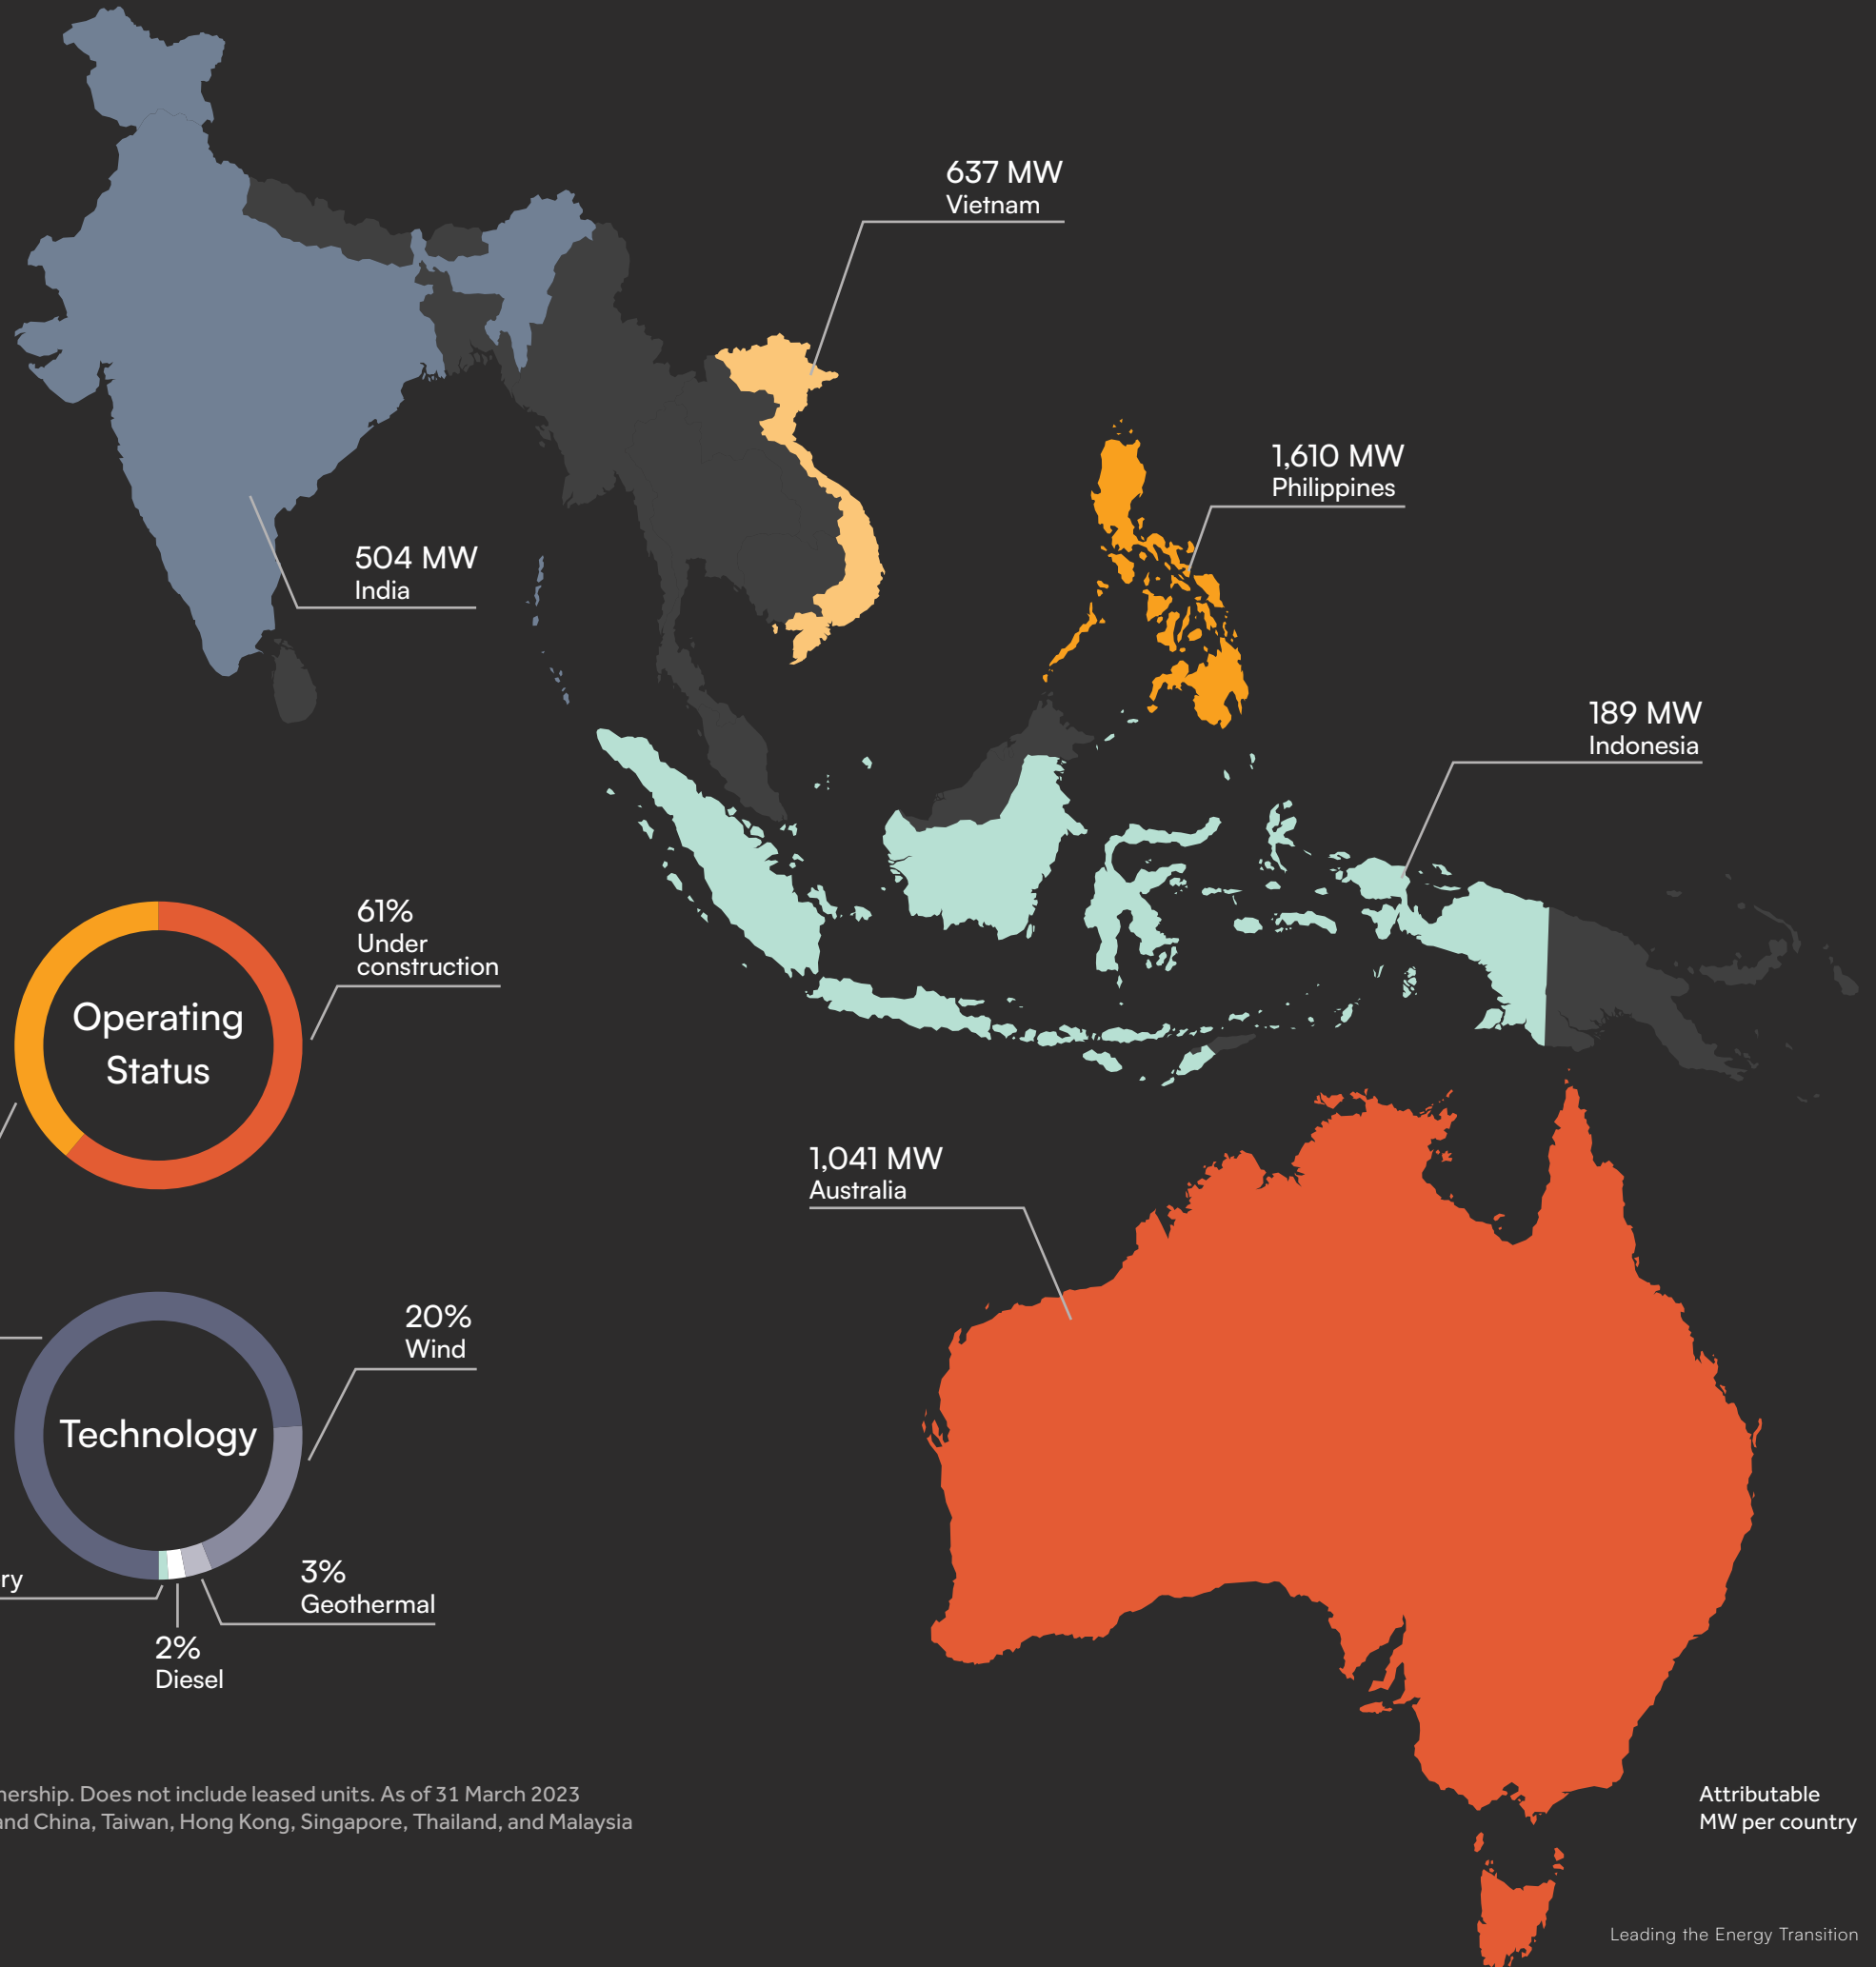 637 MW
Vietnam
1,610 MW
Philippines
504 MW
India
189 MW
Indonesia
61%
Under
construction
Operating
Status
1,041 MW
Australia
20%
Wind
Technology
ry
3%
Geothermal
2%
Diesel
nership. Does not include leased units. As of 31 March 2023
and China, Taiwan, Hong Kong, Singapore, Thailand, and Malaysia
Attributable
MW per country
Leading the Energy Transition